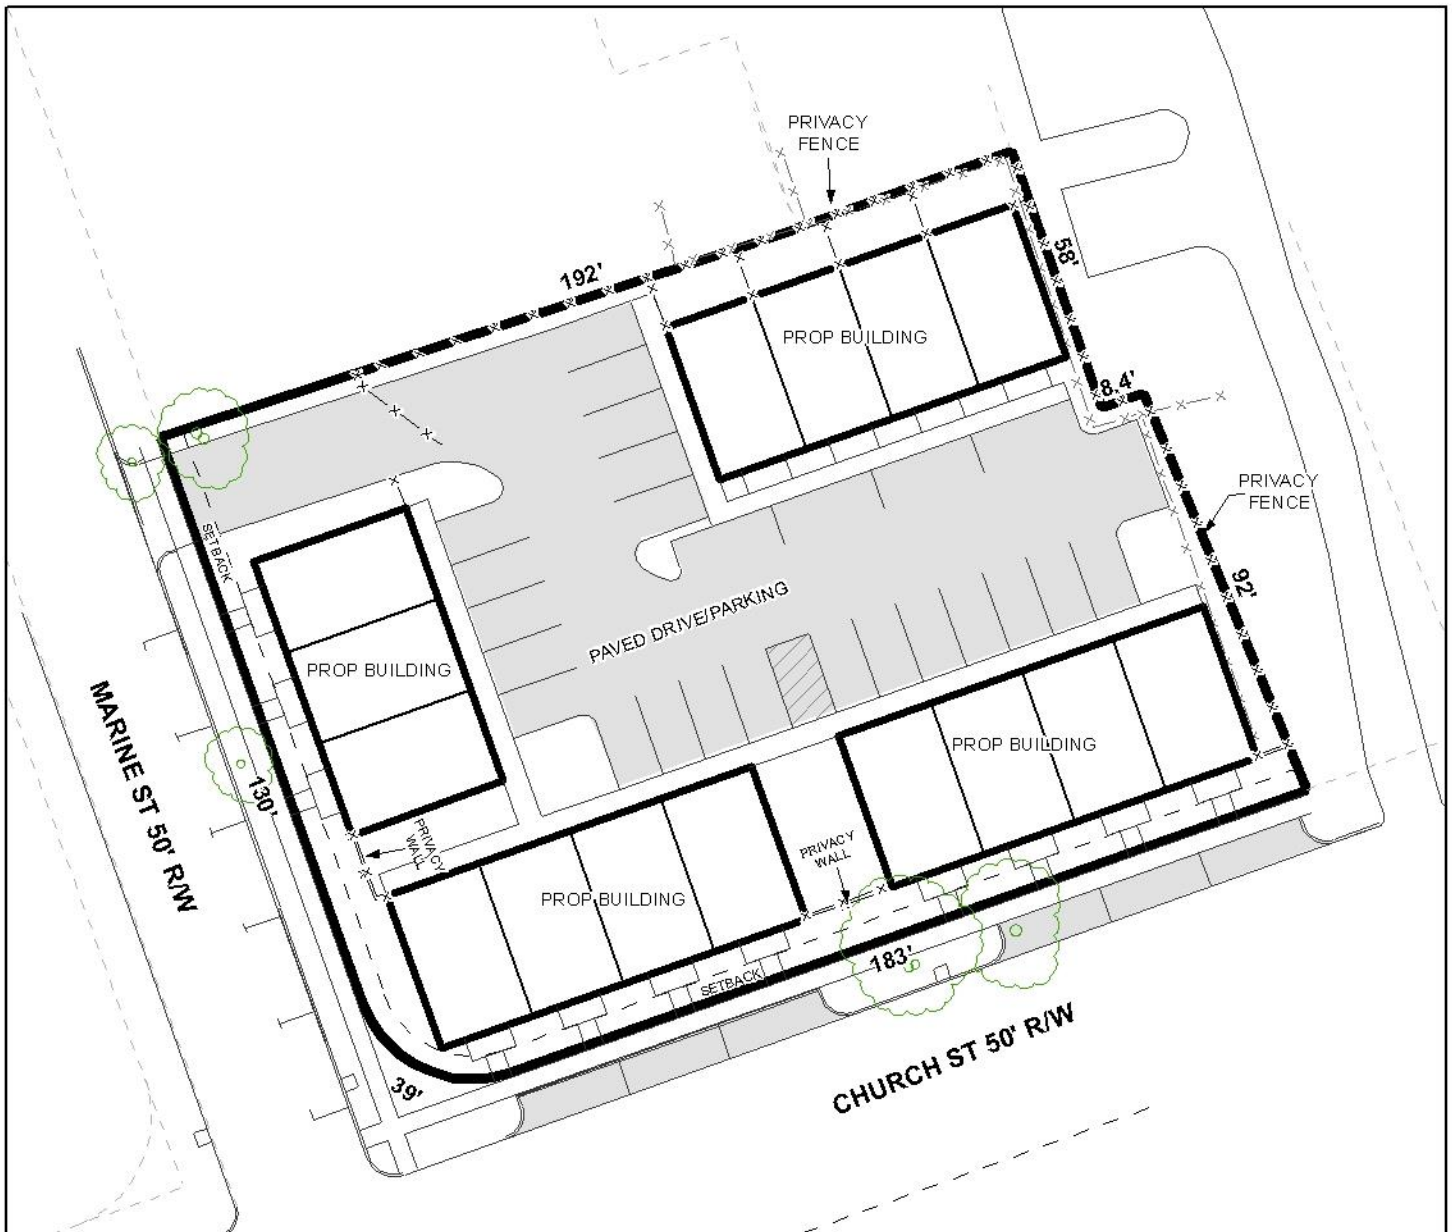 PRIVACY
FENCE
192'
58'
PROP BUILDING
8.4'
PRIVACY
FENCE
SETBACK
92'
PAVED DRIVE/PARKING
PROP BUILDING
MARINE ST 50' R/W
130'
PROP BUILDING
PRIVACY
WALL
PRIVACY
WALL
PROP BUILDING
183'
SETBACK
39'
CHURCH ST 50' R/W